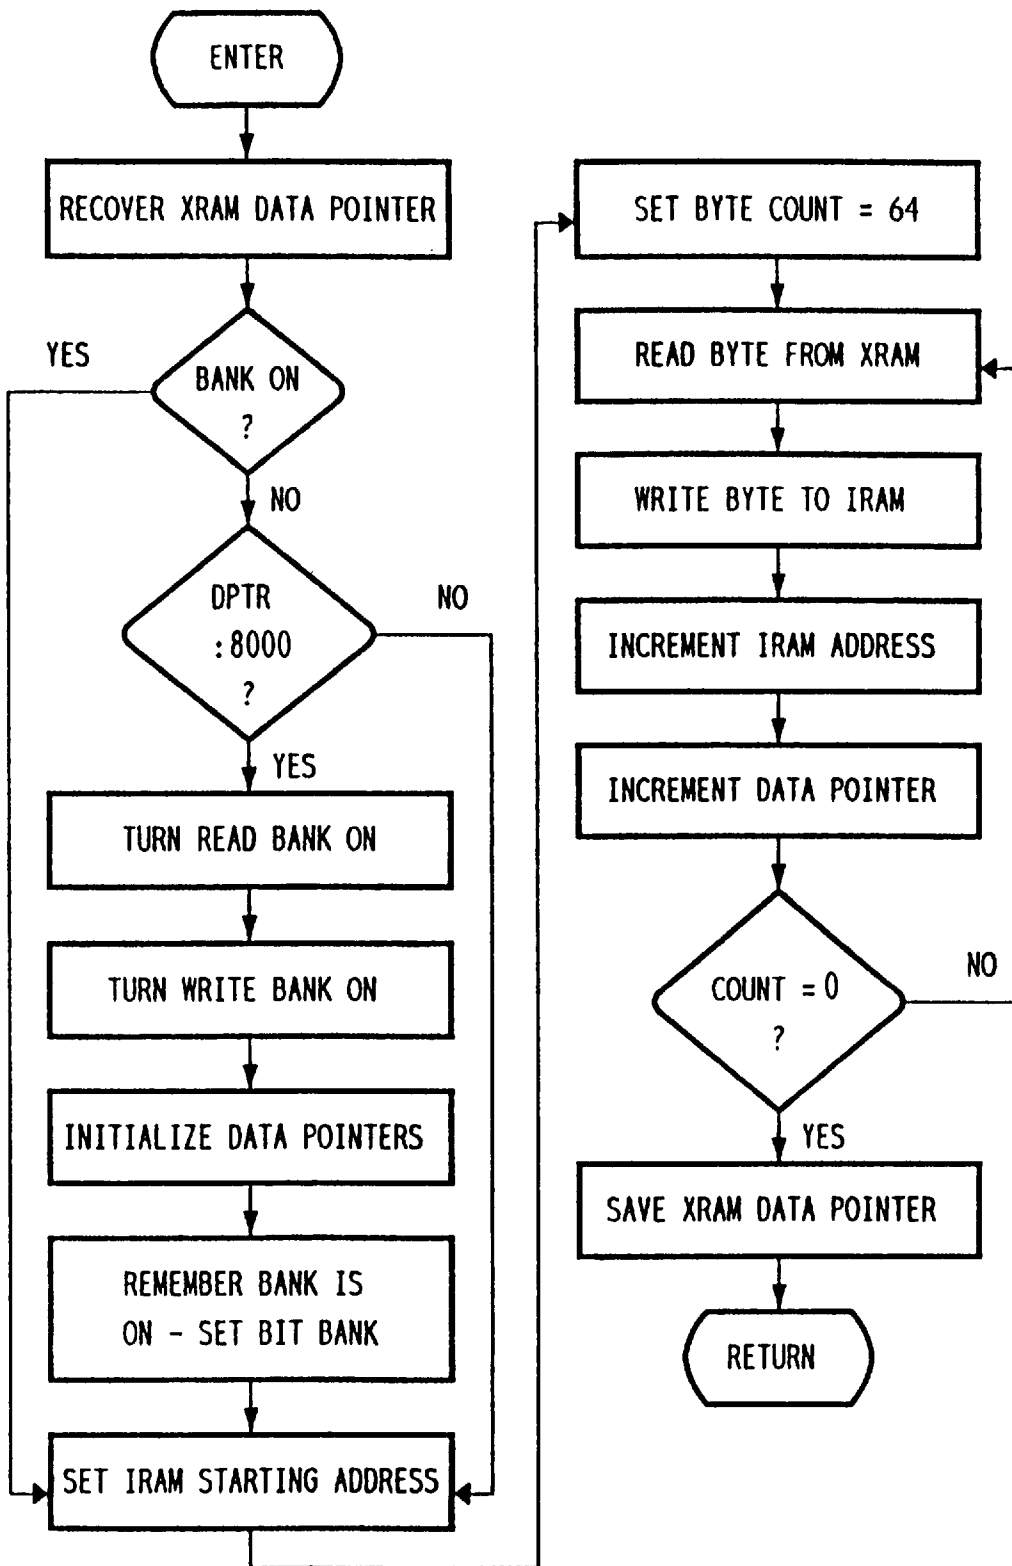 ENTER
RECOVER XRAM DATA POINTER
YES
BANK ON
?
NO
DPTR
:8000
?
NO
YES
TURN READ BANK ON
TURN WRITE BANK ON
INITIALIZE DATA POINTERS
REMEMBER BANK IS
ON - SET BIT BANK
SET IRAM STARTING ADDRESS
SET BYTE COUNT = 64
READ BYTE FROM XRAM
WRITE BYTE TO IRAM
INCREMENT IRAM ADDRESS
INCREMENT DATA POINTER
COUNT = 0
?
NO
YES
SAVE XRAM DATA POINTER
RETURN